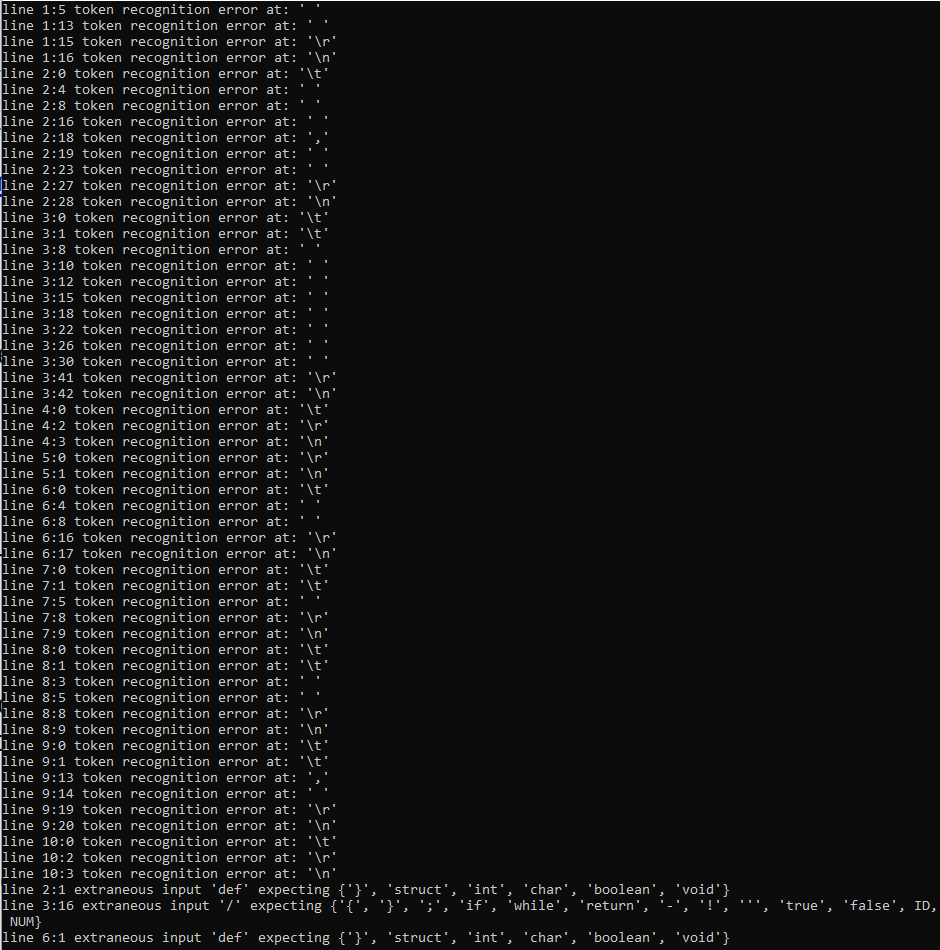 line 1:5 token recognition error at: ' '
line 1:13 token recognition error at: ' '
line 1:15 token recognition error at: '\r'
line 1:16 token recognition error at: '\n'
line 2:0 token recognition error at: '\t'
line 2:4 token recognition error at: ' '
line 2:8 token recognition error at: ' '
line 2:16 token recognition error at: ' '
line 2:18 token recognition error at: ','
line 2:19 token recognition error at: ' '
line 2:23 token recognition error at: ' '
line 2:27 token recognition error at: '\r'
line 2:28 token recognition error at: '\n'
line 3:0 token recognition error at: '\t'
line 3:1 token recognition error at: '\t'
line 3:8 token recognition error at: ' '
line 3:10 token recognition error at: ' '
line 3:12 token recognition error at: ' '
line 3:15 token recognition error at: ' '
line 3:18 token recognition error at: ' '
line 3:22 token recognition error at: ' '
line 3:26 token recognition error at: ' '
line 3:30 token recognition error at: ' '
line 3:41 token recognition error at: '\r'
line 3:42 token recognition error at: '\n'
line 4:0 token recognition error at: '\t'
line 4:2 token recognition error at: '\r'
line 4:3 token recognition error at: '\n'
line 5:0 token recognition error at: '\r'
line 5:1 token recognition error at: '\n'
line 6:0 token recognition error at: '\t'
line 6:4 token recognition error at: ' '
line 6:8 token recognition error at: ' '
line 6:16 token recognition error at: '\r'
line 6:17 token recognition error at: '\n'
line 7:0 token recognition error at: '\t'
line 7:1 token recognition error at: '\t'
line 7:5 token recognition error at: ' '
line 7:8 token recognition error at: '\r'
line 7:9 token recognition error at: '\n'
line 8:0 token recognition error at: '\t'
line 8:1 token recognition error at: '\t'
line 8:3 token recognition error at: ' '
line 8:5 token recognition error at: ' '
line 8:8 token recognition error at: '\r'
line 8:9 token recognition error at: '\n'
line 9:0 token recognition error at: '\t'
line 9:1 token recognition error at: '\t'
line 9:13 token recognition error at: ','
line 9:14 token recognition error at: ' '
line 9:19 token recognition error at: '\r'
line 9:20 token recognition error at: '\n'
line 10:0 token recognition error at: '\t'
line 10:2 token recognition error at: '\r'
line 10:3 token recognition error at: '\n'
line 2:1 extraneous input 'def' expecting {'}', 'struct', 'int', 'char', 'boolean', 'void'}
line 3:16 extraneous input '/' expecting {'{', '}', ';', 'if', 'while', 'return', '-', '!', ''', 'true', 'false', ID,
NUM}
line 6:1 extraneous input 'def' expecting {'}', 'struct', 'int', 'char', 'boolean', 'void'}